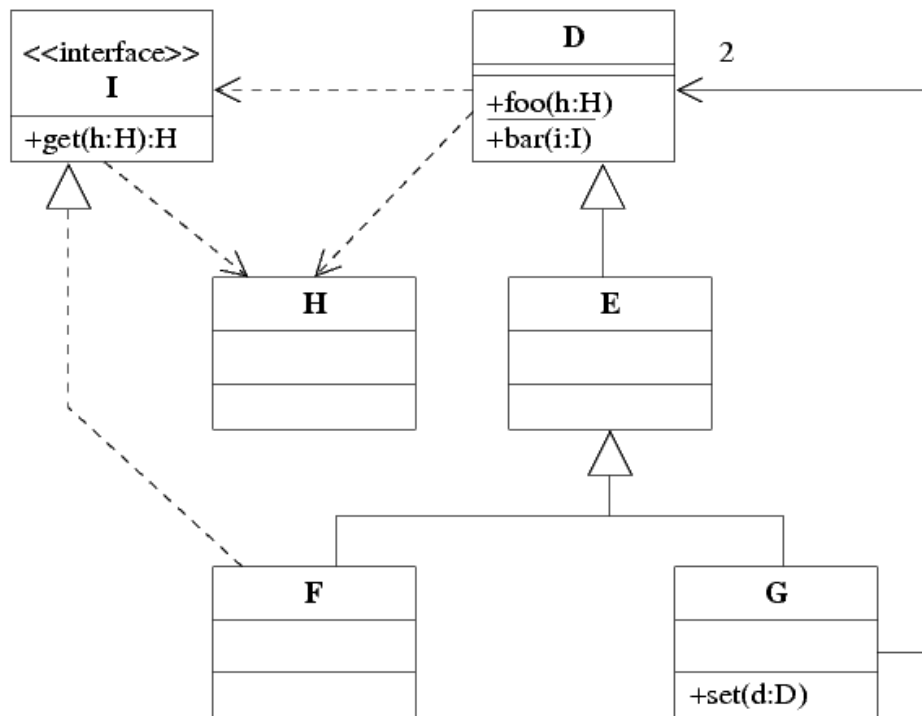 <<interface>>
I
+get(h:H):H
D
+foo(h:H)
+bar(i:I)
2
H
E
F
G
+set(d:D)